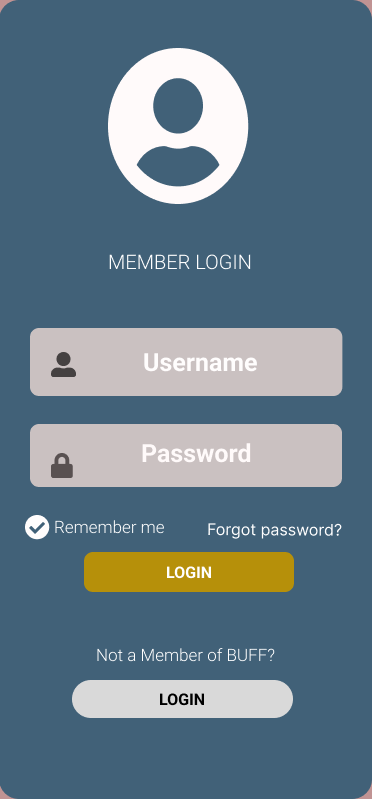 MEMBER LOGIN
Username
Password
Remember me
Forgot password?
LOGIN
Not a Member of BUFF?
LOGIN